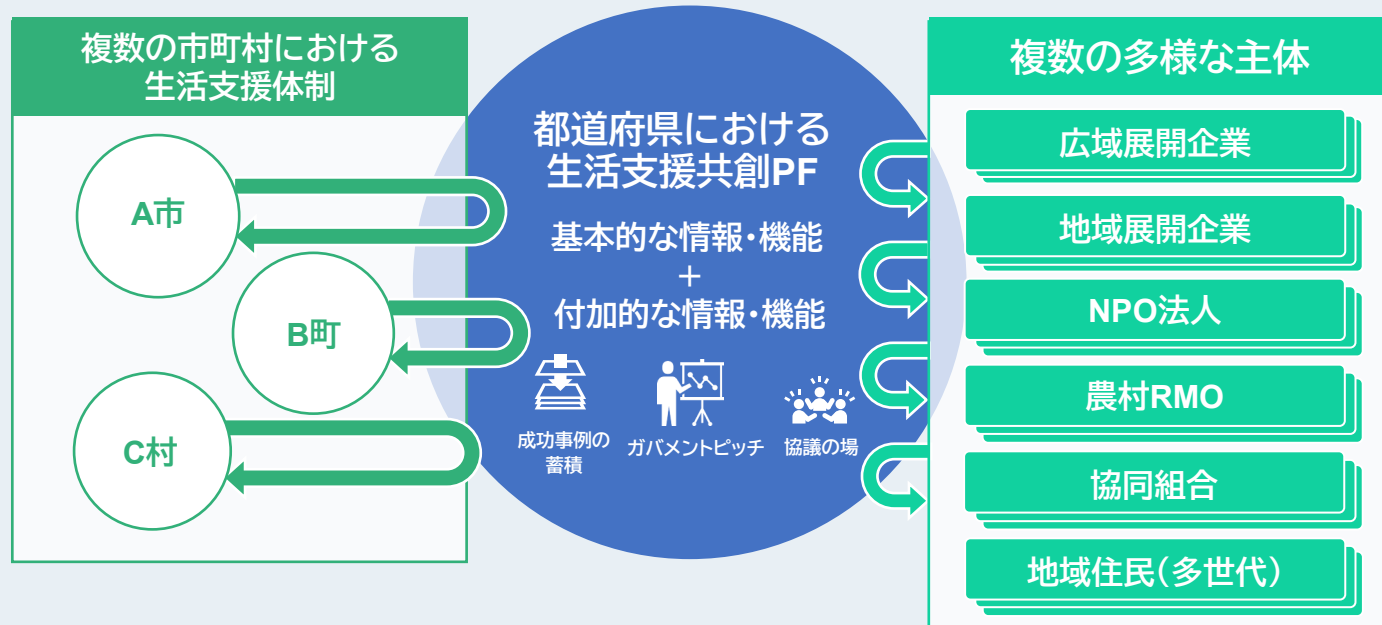 複数の市町村における
生活支援体制
A市
B町
C村
都道府県における
生活支援共創PF
基本的な情報・機能
＋
付加的な情報・機能
成功事例の
蓄積
ガバメントピッチ
協議の場
複数の多様な主体
広域展開企業
地域展開企業
NPO法人
農村RMO
協同組合
地域住民（多世代）